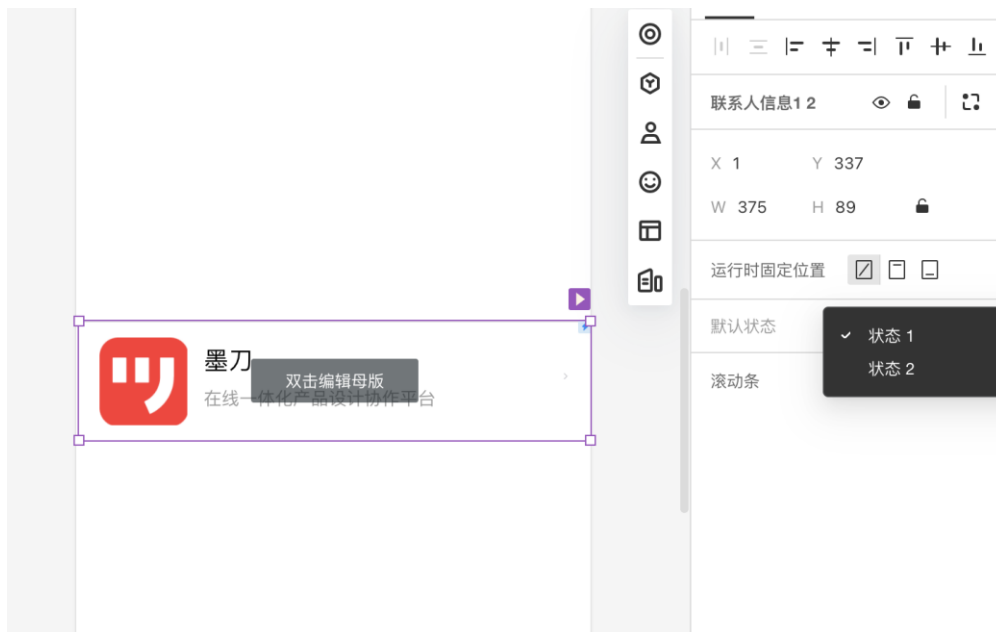 联系人信息1 2
X 1 Y 337
W 375 H 89
运行时固定位置
默认状态
状态 1
状态 2
滚动条
墨刀
双击编辑母版
在线一体化产品设计协作平台